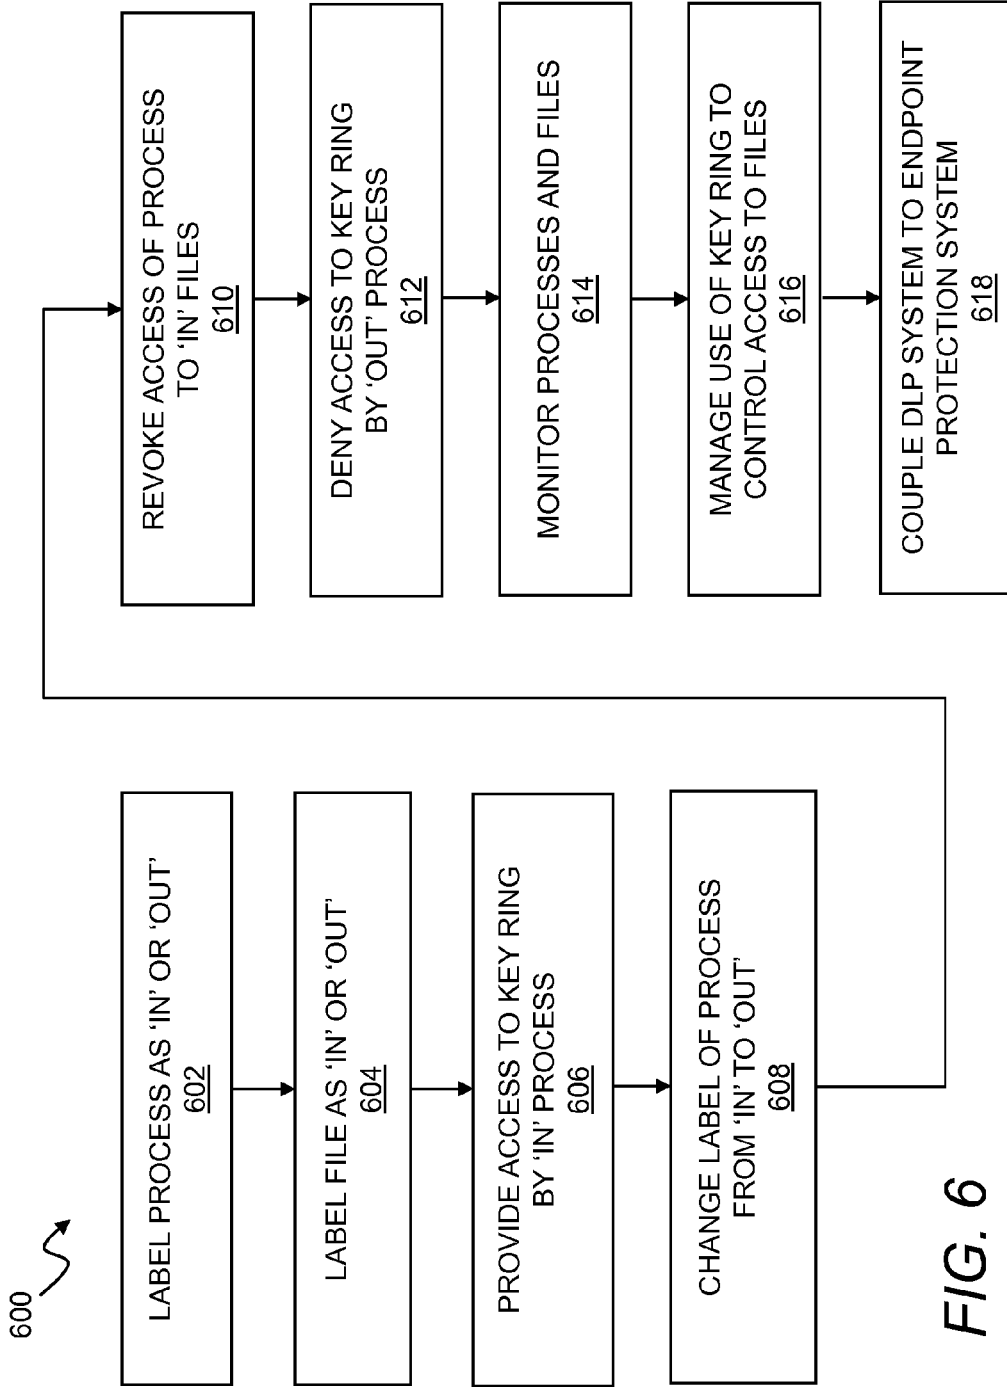 600
LABEL PROCESS AS ‘IN’ OR ‘OUT’
602
LABEL FILE AS ‘IN’ OR ‘OUT’
604
PROVIDE ACCESS TO KEY RING
BY ‘IN’ PROCESS
606
CHANGE LABEL OF PROCESS
FROM ‘IN’ TO ‘OUT’
608
REVOKE ACCESS OF PROCESS
TO ‘IN’ FILES
610
DENY ACCESS TO KEY RING
BY ‘OUT’ PROCESS
612
MONITOR PROCESSES AND FILES
614
MANAGE USE OF KEY RING TO
CONTROL ACCESS TO FILES
616
COUPLE DLP SYSTEM TO ENDPOINT
PROTECTION SYSTEM
618
FIG. 6